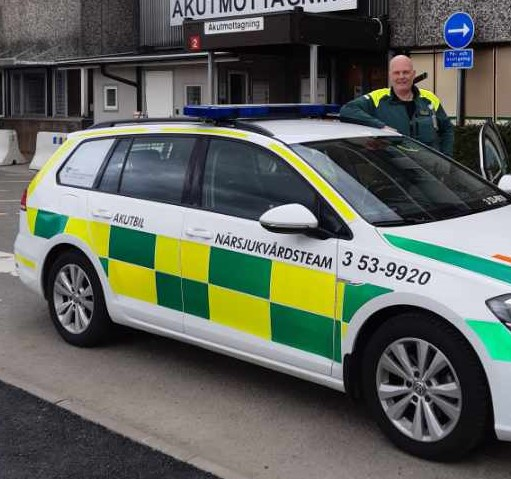 AKUTMOTTAGNIN
Akutmottagning
2
AKUTBIL
NÄRSJUKVÅRDSTEAM
3 53-9920